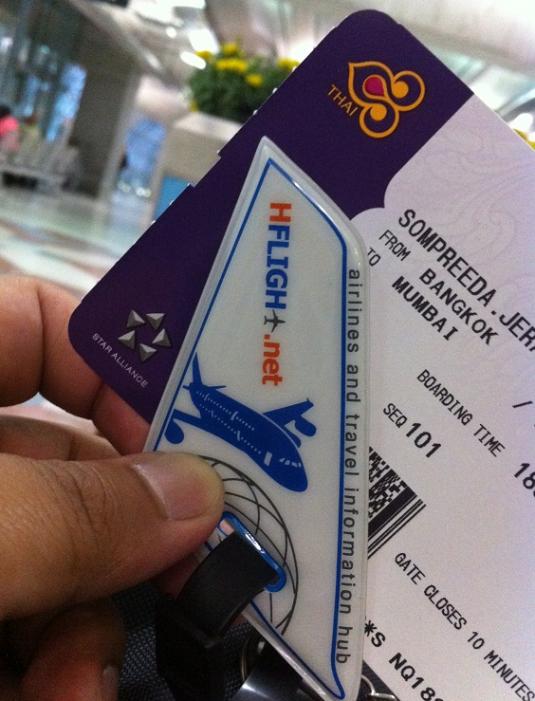 THAI
STAR ALLIANCE
HFLIGH .net
airlines and travel information hub
SOMPREEDA.JER
FROM BANGKOK
TO MUMBAI
BOARDING TIME
SEQ 101
GATE CLOSES 10 MINUTES